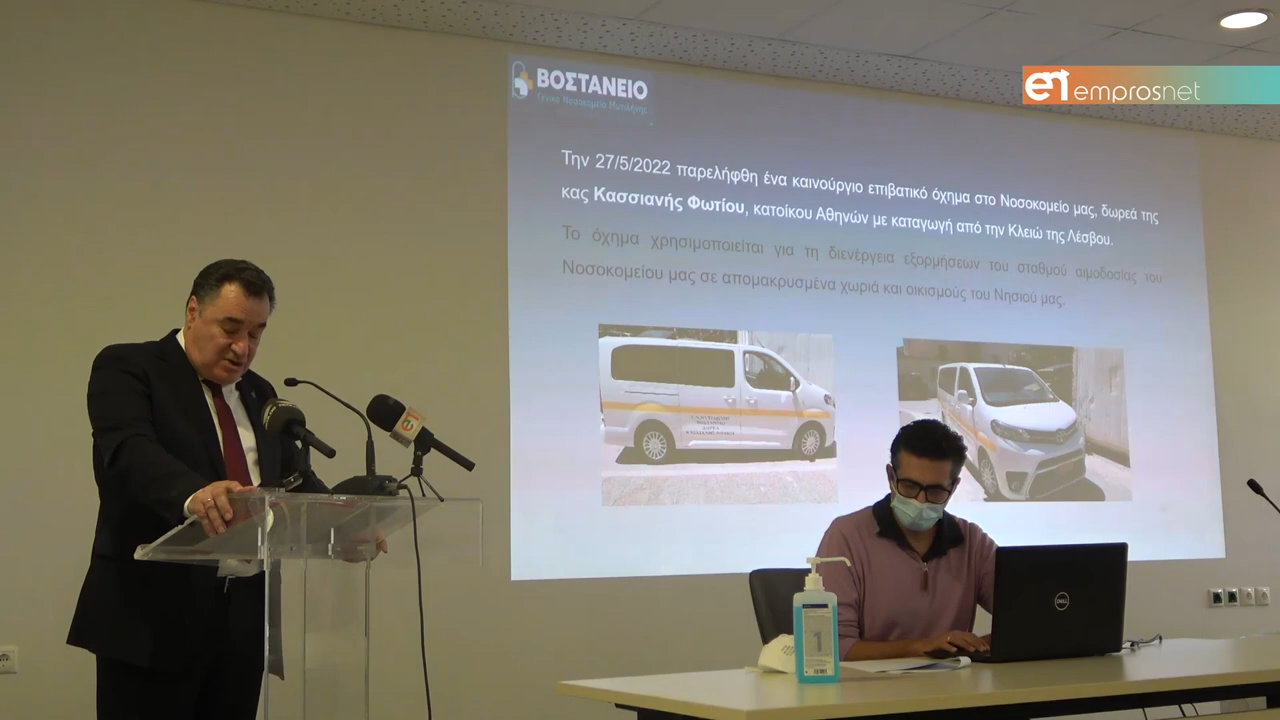 ΒΟΣΤΑΝΕΙΟ
Γενικό Νοσοκομείο Μυτιλήνης
en emprosnet
Την 27/5/2022 παρελήφθη ένα καινούργιο επιβατικό όχημα στο Νοσοκομείο μας, δωρεά της
κας Κασσιανής Φωτίου, κατοίκου Αθηνών με καταγωγή από την Κλειώ της Λέσβου.
Το όχημα χρησιμοποιείται για τη διενέργεια εξορμήσεων του σταθμού αιμοδοσίας του
Νοσοκομείου μας σε απομακρυσμένα χωριά και οικισμούς του Νησιού μας.
DELL
1